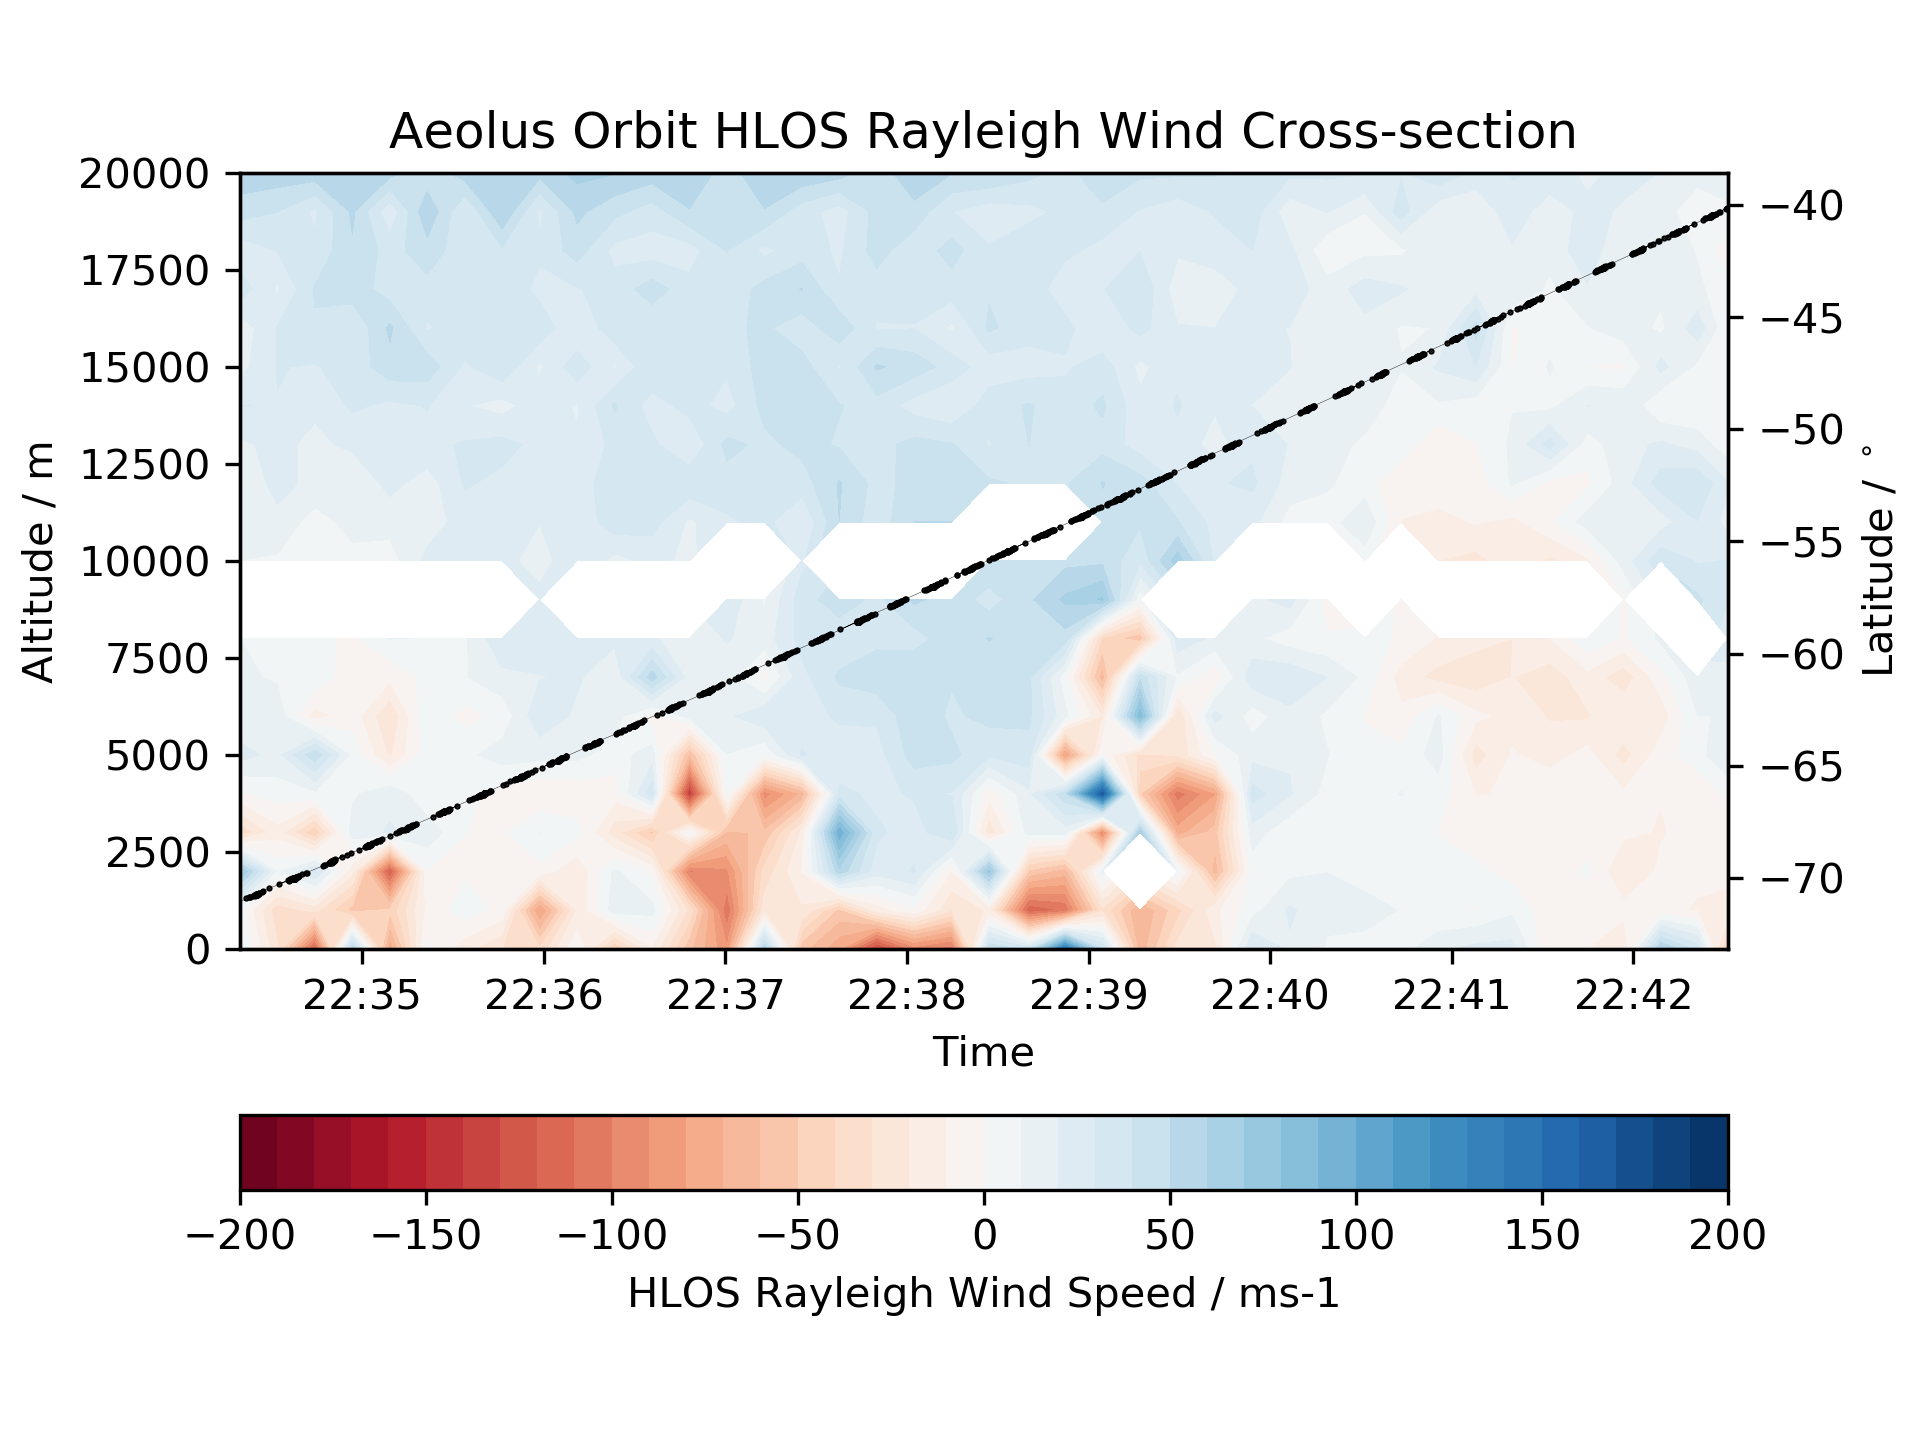 Aeolus Orbit HLOS Rayleigh Wind Cross-section
20000
17500
15000
12500
10000
7500
5000
2500
0
Altitude / m
−40
−45
−50
−55
−60
−65
−70
Latitude / °
22:35 22:36 22:37 22:38 22:39 22:40 22:41 22:42
Time
−200 −150 −100 −50 0 50 100 150 200
HLOS Rayleigh Wind Speed / ms-1